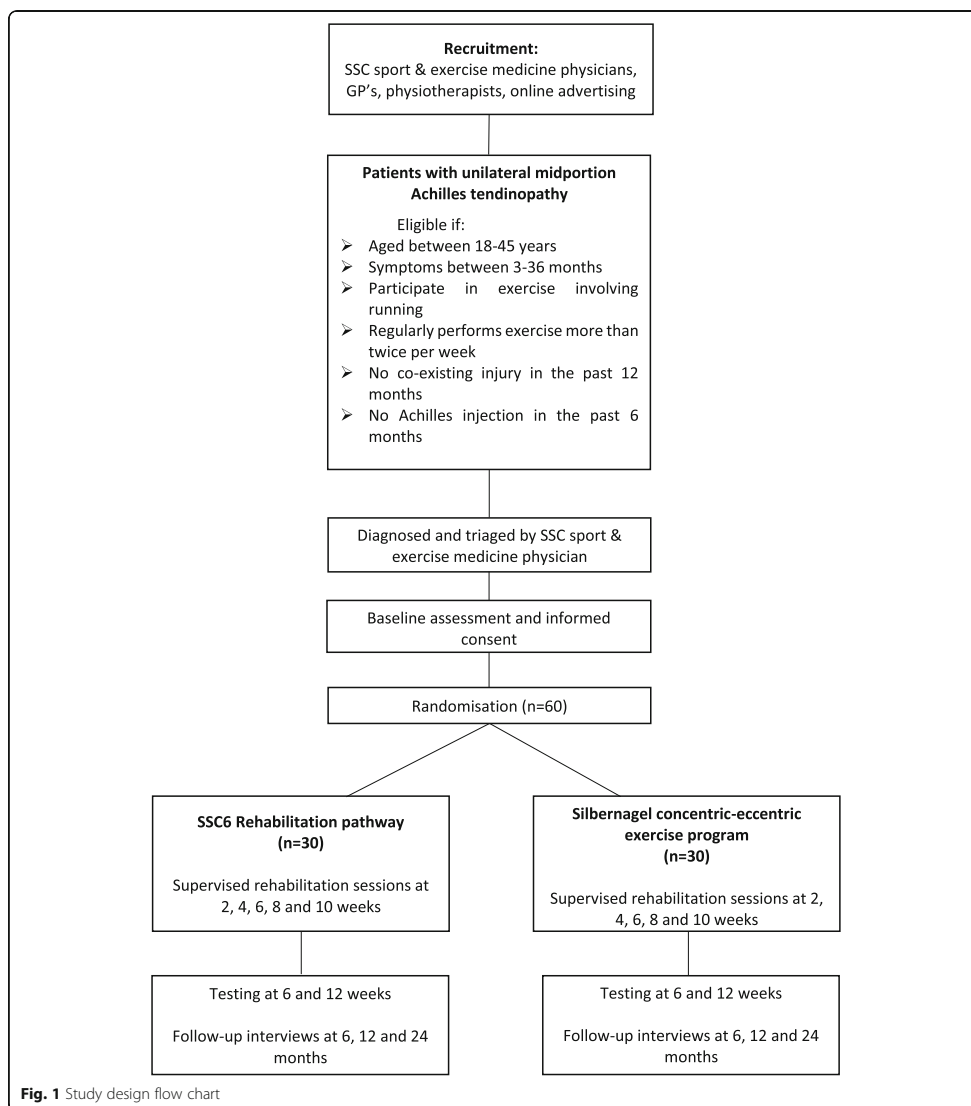 Recruitment:
SSC sport & exercise medicine physicians,
GP's, physiotherapists, online advertising
Patients with unilateral midportion
Achilles tendinopathy
Eligible if:
➢ Aged between 18-45 years
➢ Symptoms between 3-36 months
➢ Participate in exercise involving
running
➢ Regularly performs exercise more than
twice per week
➢ No co-existing injury in the past 12
months
➢ No Achilles injection in the past 6
months
Diagnosed and triaged by SSC sport &
exercise medicine physician
Baseline assessment and informed
consent
Randomisation (n=60)
SSC6 Rehabilitation pathway
(n=30)
Supervised rehabilitation sessions at
2, 4, 6, 8 and 10 weeks
Silbernagel concentric-eccentric
exercise program
(n=30)
Supervised rehabilitation sessions at 2,
4, 6, 8 and 10 weeks
Testing at 6 and 12 weeks
Follow-up interviews at 6, 12 and 24
months
Testing at 6 and 12 weeks
Follow-up interviews at 6, 12 and 24
months
Fig. 1 Study design flow chart